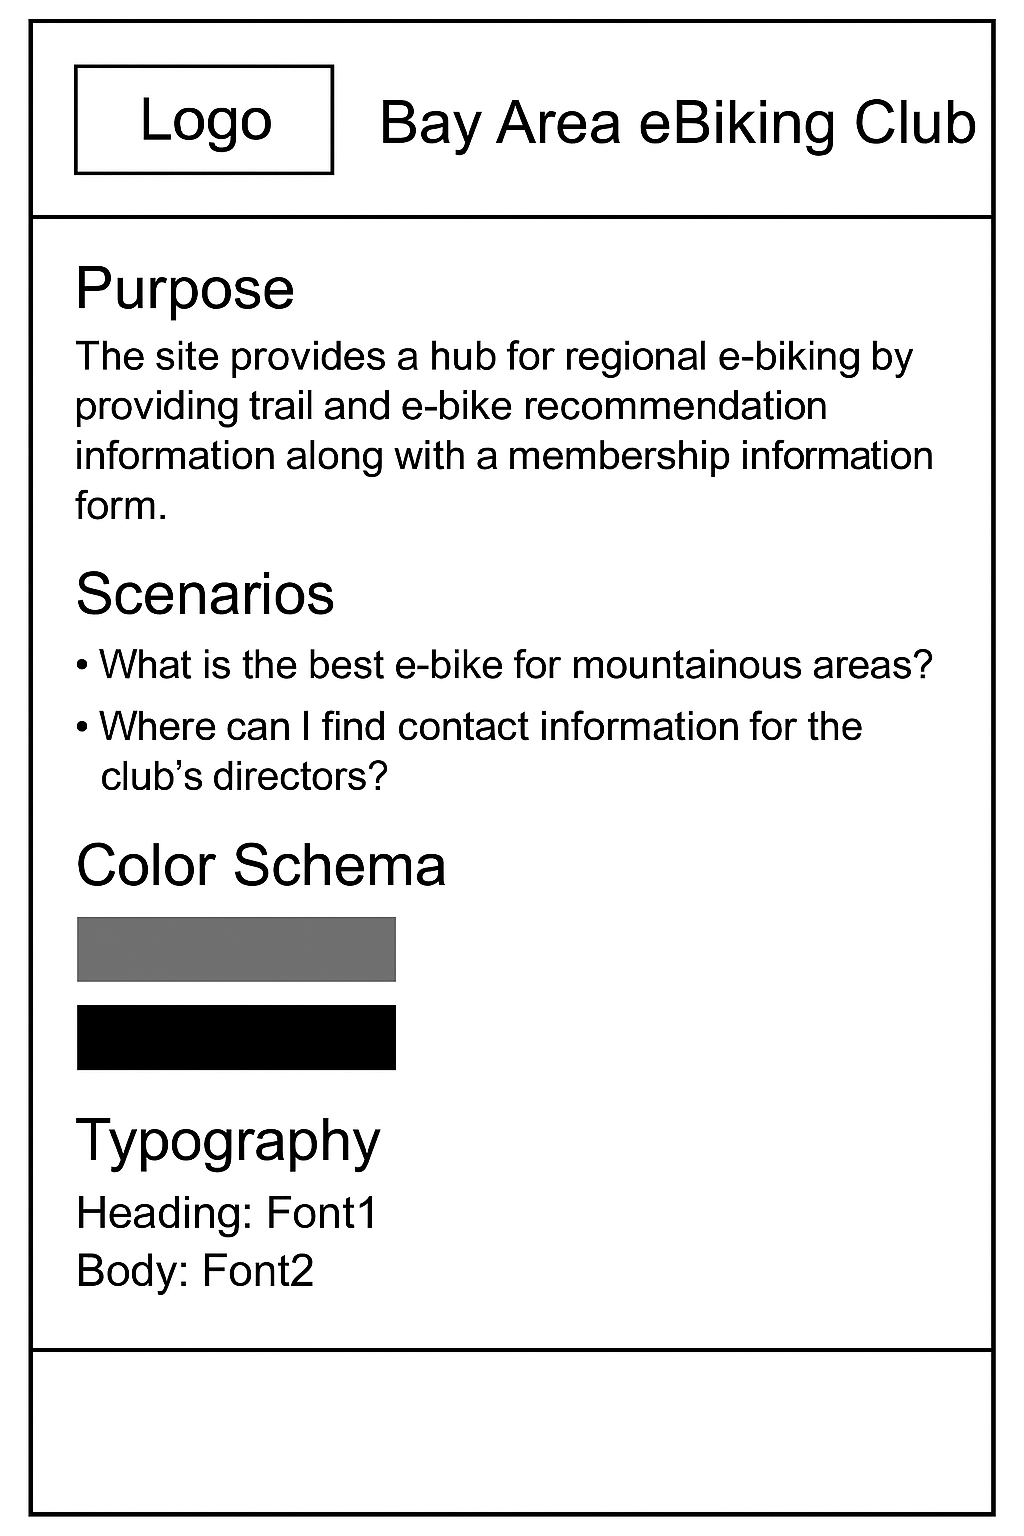 Logo
Bay Area eBiking Club
Purpose
The site provides a hub for regional e-biking by
providing trail and e-bike recommendation
information along with a membership information
form.
Scenarios
• What is the best e-bike for mountainous areas?
• Where can I find contact information for the
club’s directors?
Color Schema
Typography
Heading: Font1
Body: Font2